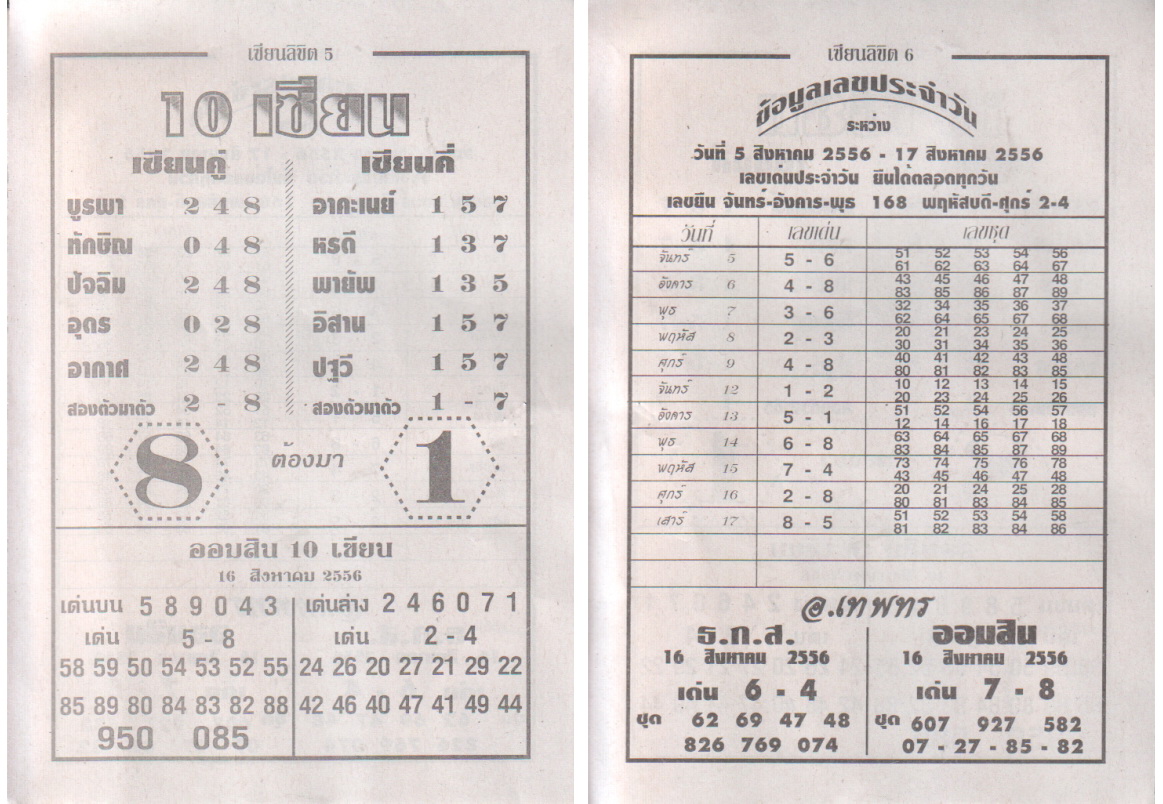 เซียนลิขิต 5
10 เซียน
เซียนคู่ เซียนคี่
บูรพา 2 4 8 อาคะเนย์ 1 5 7
ทักษิณ 0 4 8 หรดี 1 3 7
ปัจฉิม 2 4 8 พายัพ 1 3 5
อุดร 0 2 8 อิสาน 1 5 7
อากาศ 2 4 8 ปฐวี 1 5 7
สองตัวมาตัว 2 - 8 สองตัวมาตัว 1 - 7
8 ต้องมา 1
ออมสิน 10 เซียน
16 สิงหาคม 2556
เด่นบน 5 8 9 0 4 3 เด่นล่าง 2 4 6 0 7 1
เด่น 5 - 8 เด่น 2 - 4
58 59 50 54 53 52 55 24 26 20 27 21 29 22
85 89 80 84 83 82 88 42 46 40 47 41 49 44
950 085
เซียนลิขิต 6
ข้อมูลเลขประจำวัน
ระหว่าง
วันที่ 5 สิงหาคม 2556 - 17 สิงหาคม 2556
เลขเด่นประจำวัน ยืนได้ตลอดทุกวัน
เลขยืน จันทร์-อังคาร-พุธ 168 พฤหัสบดี-ศุกร์ 2-4
วันที่ เลขเด่น เลขชุด
จันทร์ 5 5 - 6 51 52 53 54 56
61 62 63 64 67
อังคาร 6 4 - 8 43 45 46 47 48
83 85 86 87 89
พุธ 7 3 - 6 32 34 35 36 37
62 64 65 67 68
พฤหัส 8 2 - 3 20 21 23 24 25
30 31 34 35 36
ศุกร์ 9 4 - 8 40 41 42 43 48
80 81 82 83 85
จันทร์ 12 1 - 2 10 12 13 14 15
20 23 24 25 26
อังคาร 13 5 - 1 51 52 54 56 57
12 14 16 17 18
พุธ 14 6 - 8 63 64 65 67 68
83 84 85 87 89
พฤหัส 15 7 - 4 73 74 75 76 78
43 45 46 47 48
ศุกร์ 16 2 - 8 20 21 24 25 28
80 81 83 84 85
เสาร์ 17 8 - 5 51 52 53 54 58
81 82 83 84 86
อ.เทพทร
ธ.ก.ส. ออมสิน
16 สิงหาคม 2556 16 สิงหาคม 2556
เด่น 6 - 4 เด่น 7 - 8
ชุด 62 69 47 48 ชุด 607 927 582
826 769 074 07 - 27 - 85 - 82